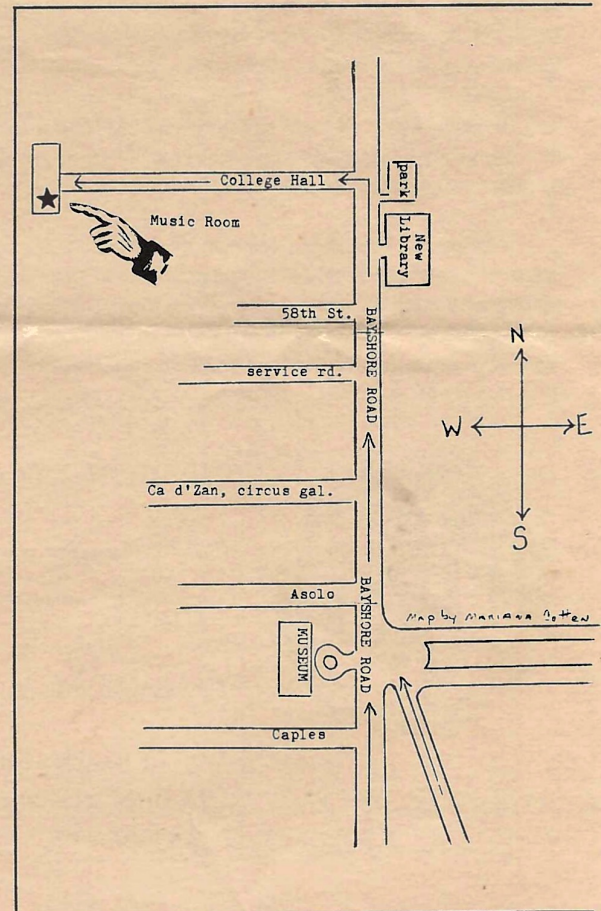 park
College Hall
Music Room
New
Library
58th St.
BAYSHORE ROAD
service rd.
N
W
E
S
Ca d'Zan, circus gal.
Asolo
BAYSHORE ROAD
Map by MARIANA
MUSEUM
Caples